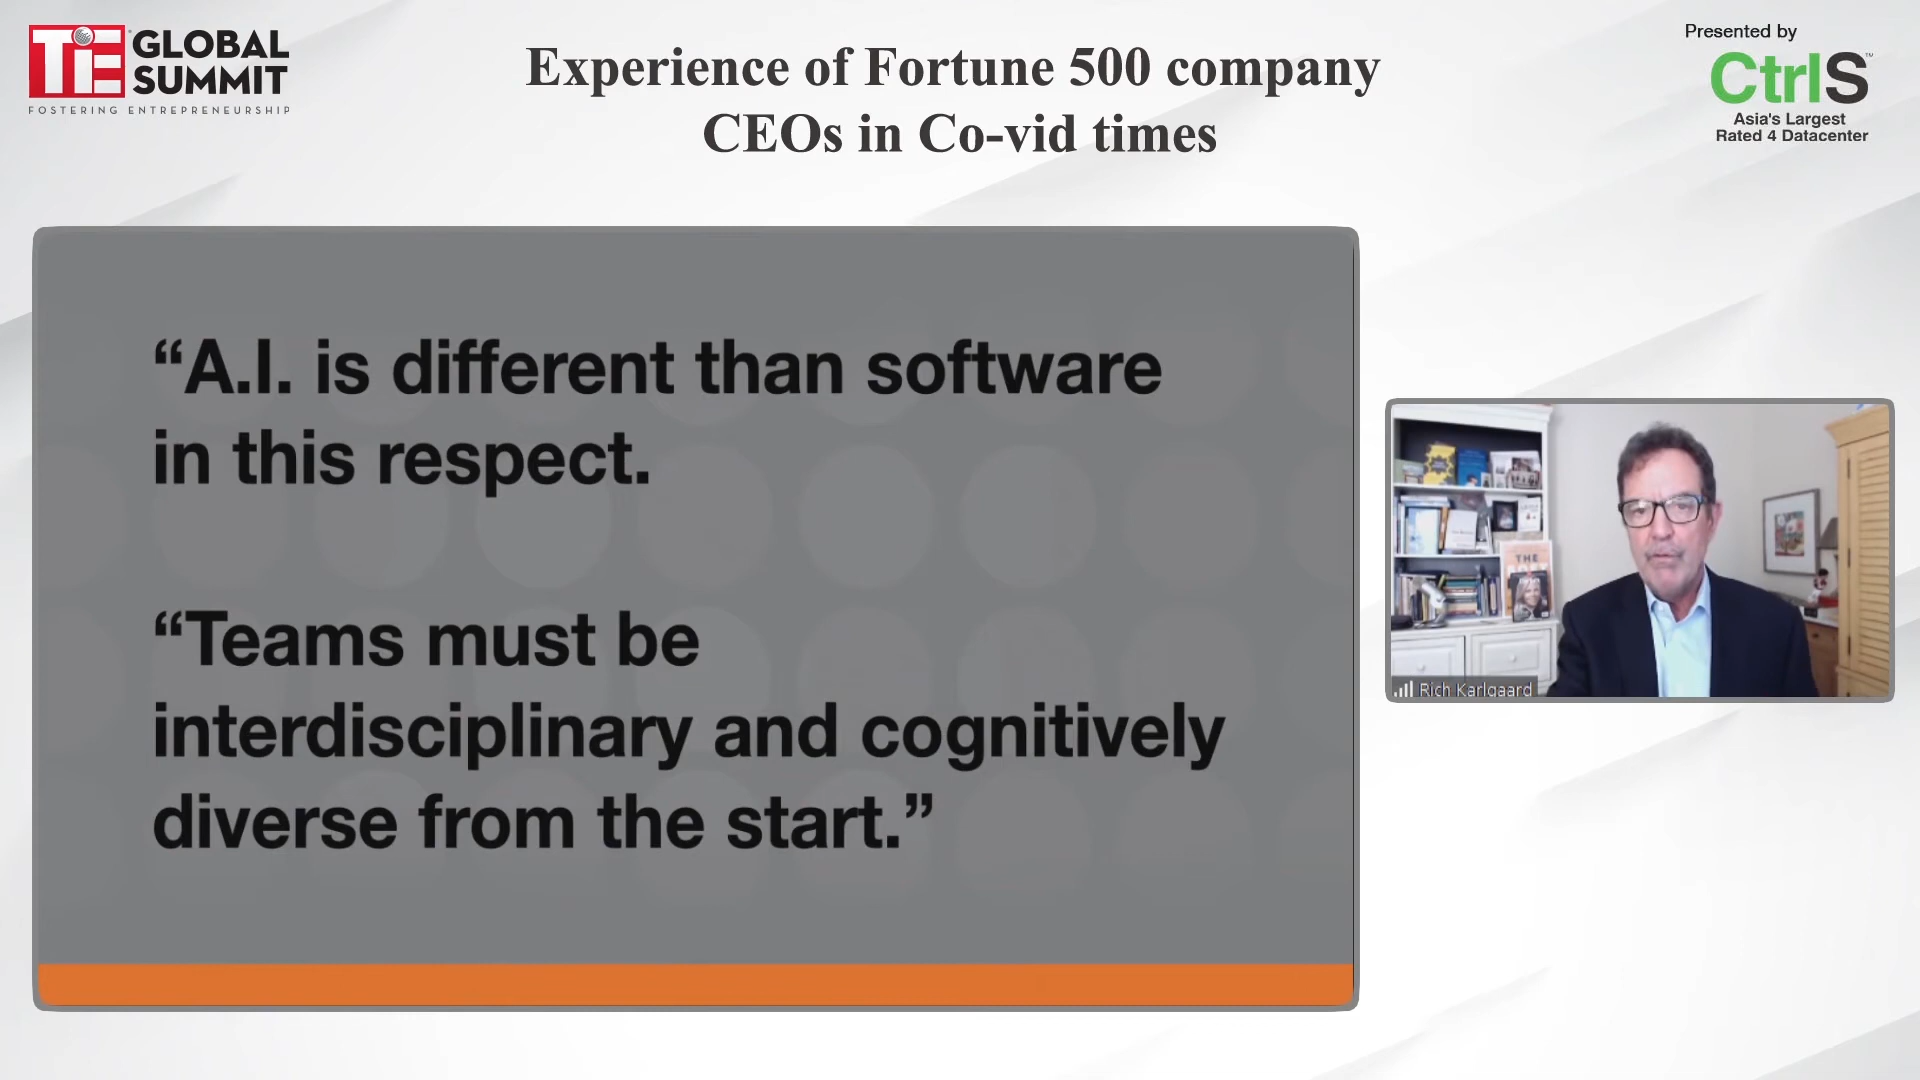 TiE GLOBAL
SUMMIT
FOSTERING ENTREPRENEURSHIP
Experience of Fortune 500 company
CEOs in Co-vid times
Presented by
CtrlS™
Asia's Largest
Rated 4 Datacenter
“A.I. is different than software
in this respect.
“Teams must be
interdisciplinary and cognitively
diverse from the start.”
THE
Rich Karlgaard